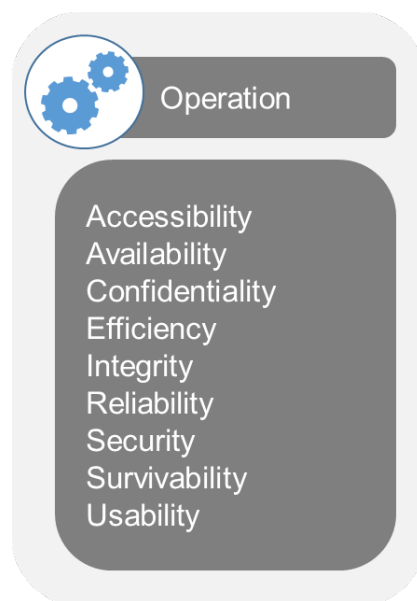 Operation
Accessibility
Availability
Confidentiality
Efficiency
Integrity
Reliability
Security
Survivability
Usability